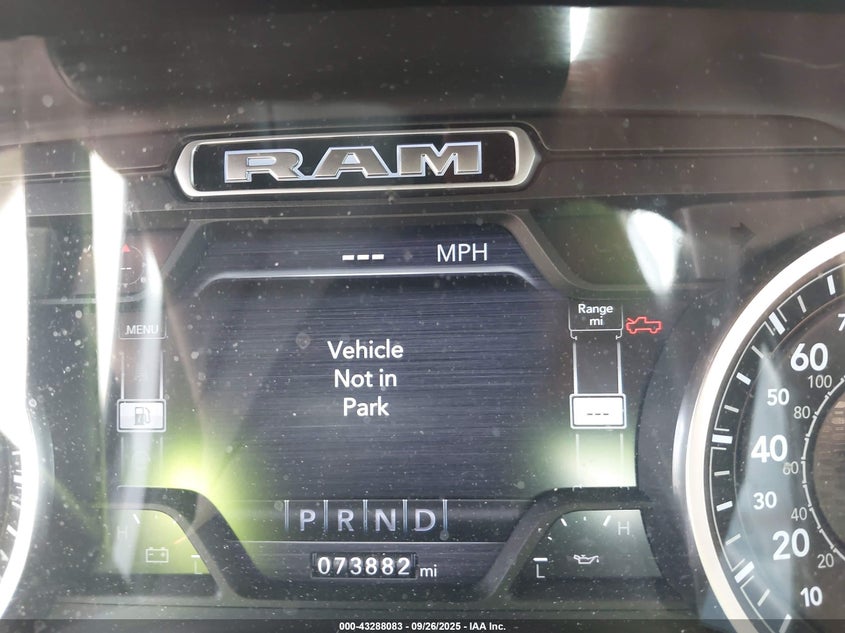 RAM
--- MPH
MENU
Range
mi
Vehicle
Not in
Park
---
P R N D
073882 mi
H
L
H
L
60
50
40
30
20
10
100
80
60
40
20
000-43288083 - 09/26/2025 - IAA Inc.